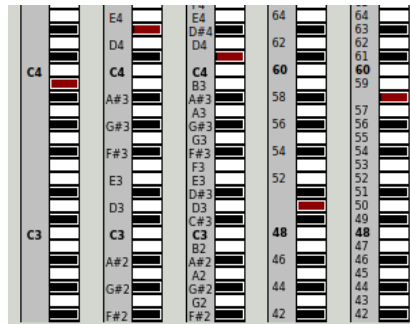 C4
C3
E4
D4
C4
A#3
G#3
F#3
E3
D3
C3
A#2
G#2
F#2
E4
D#4
D4
C4
B3
A#3
A3
G#3
G3
F#3
F3
E3
D#3
D3
C#3
C3
B2
A#2
A2
G#2
G2
F#2
64
62
60
58
56
54
52
48
46
44
42
64
63
62
61
60
59
57
56
55
54
53
52
51
50
49
48
47
46
45
44
43
42